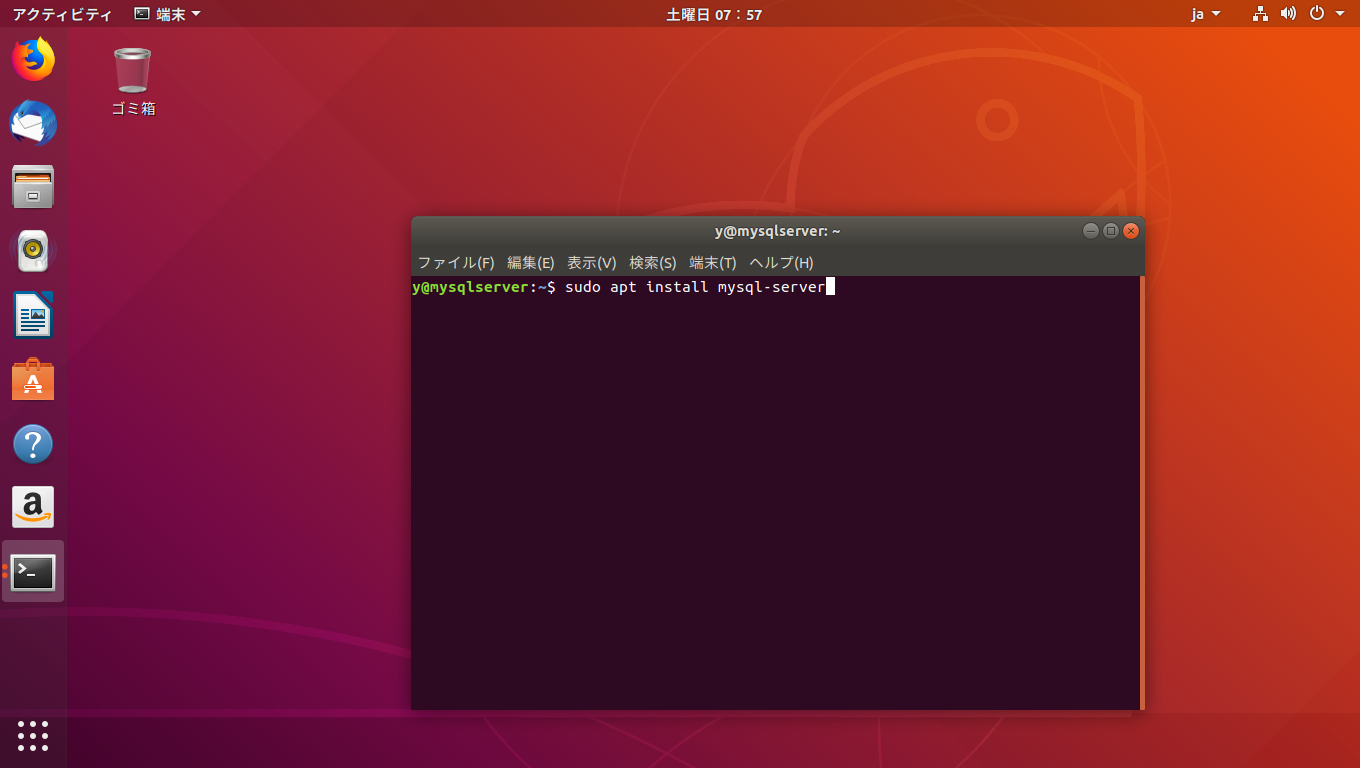 アクティビティ 端末 土曜日 07：57 ja
ゴミ箱
y@mysqlserver: ~
ファイル(F) 編集(E) 表示(V) 検索(S) 端末(T) ヘルプ(H)
y@mysqlserver:~$ sudo apt install mysql-server